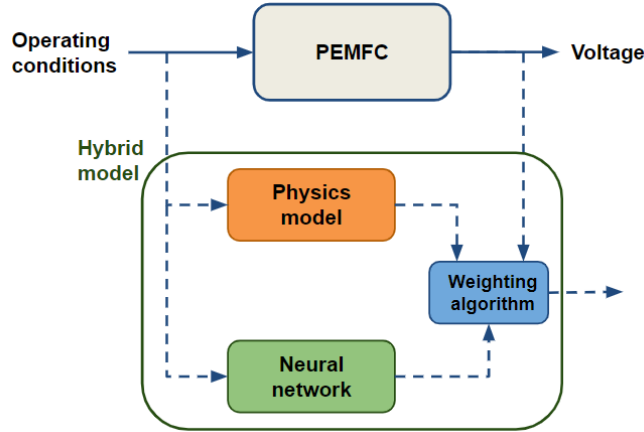 Operating
conditions
PEMFC
Voltage
Hybrid
model
Physics
model
Weighting
algorithm
Neural
network